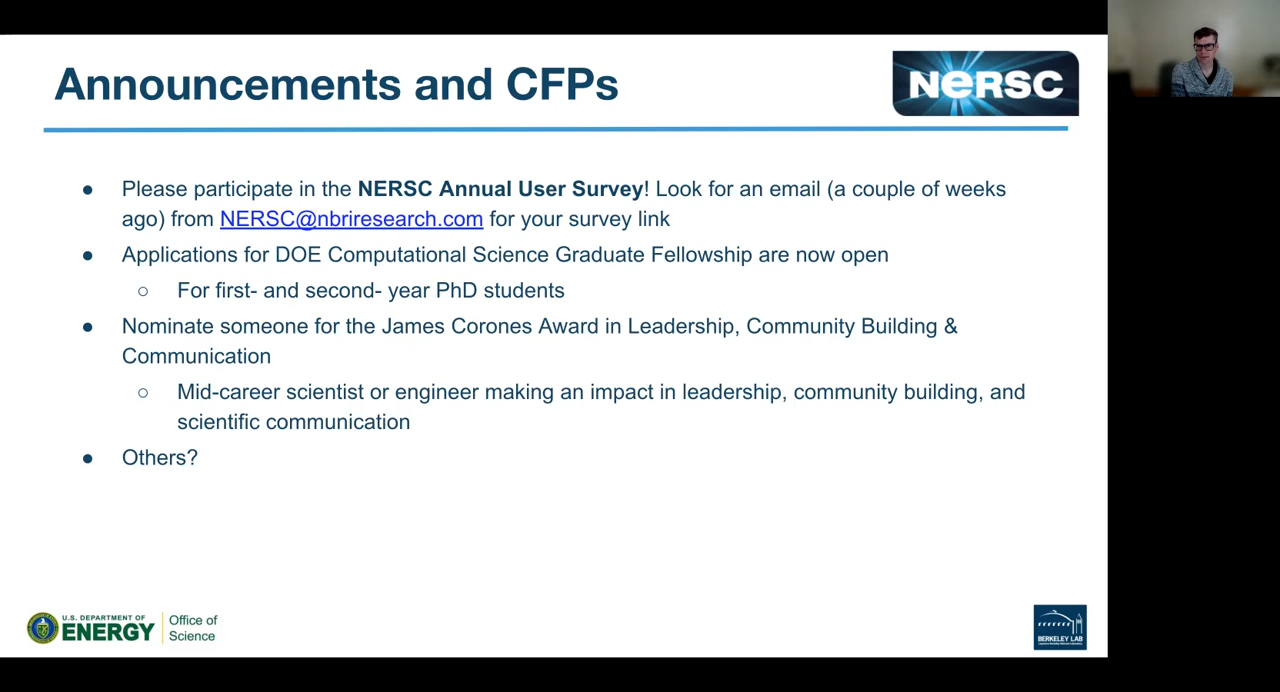 Announcements and CFPs
NERSC
● Please participate in the NERSC Annual User Survey! Look for an email (a couple of weeks
ago) from NERSC@nbriresearch.com for your survey link
● Applications for DOE Computational Science Graduate Fellowship are now open
○ For first- and second- year PhD students
● Nominate someone for the James Corones Award in Leadership, Community Building &
Communication
○ Mid-career scientist or engineer making an impact in leadership, community building, and
scientific communication
● Others?
U.S. DEPARTMENT OF
ENERGY
Office of
Science
BERKELEY LAB